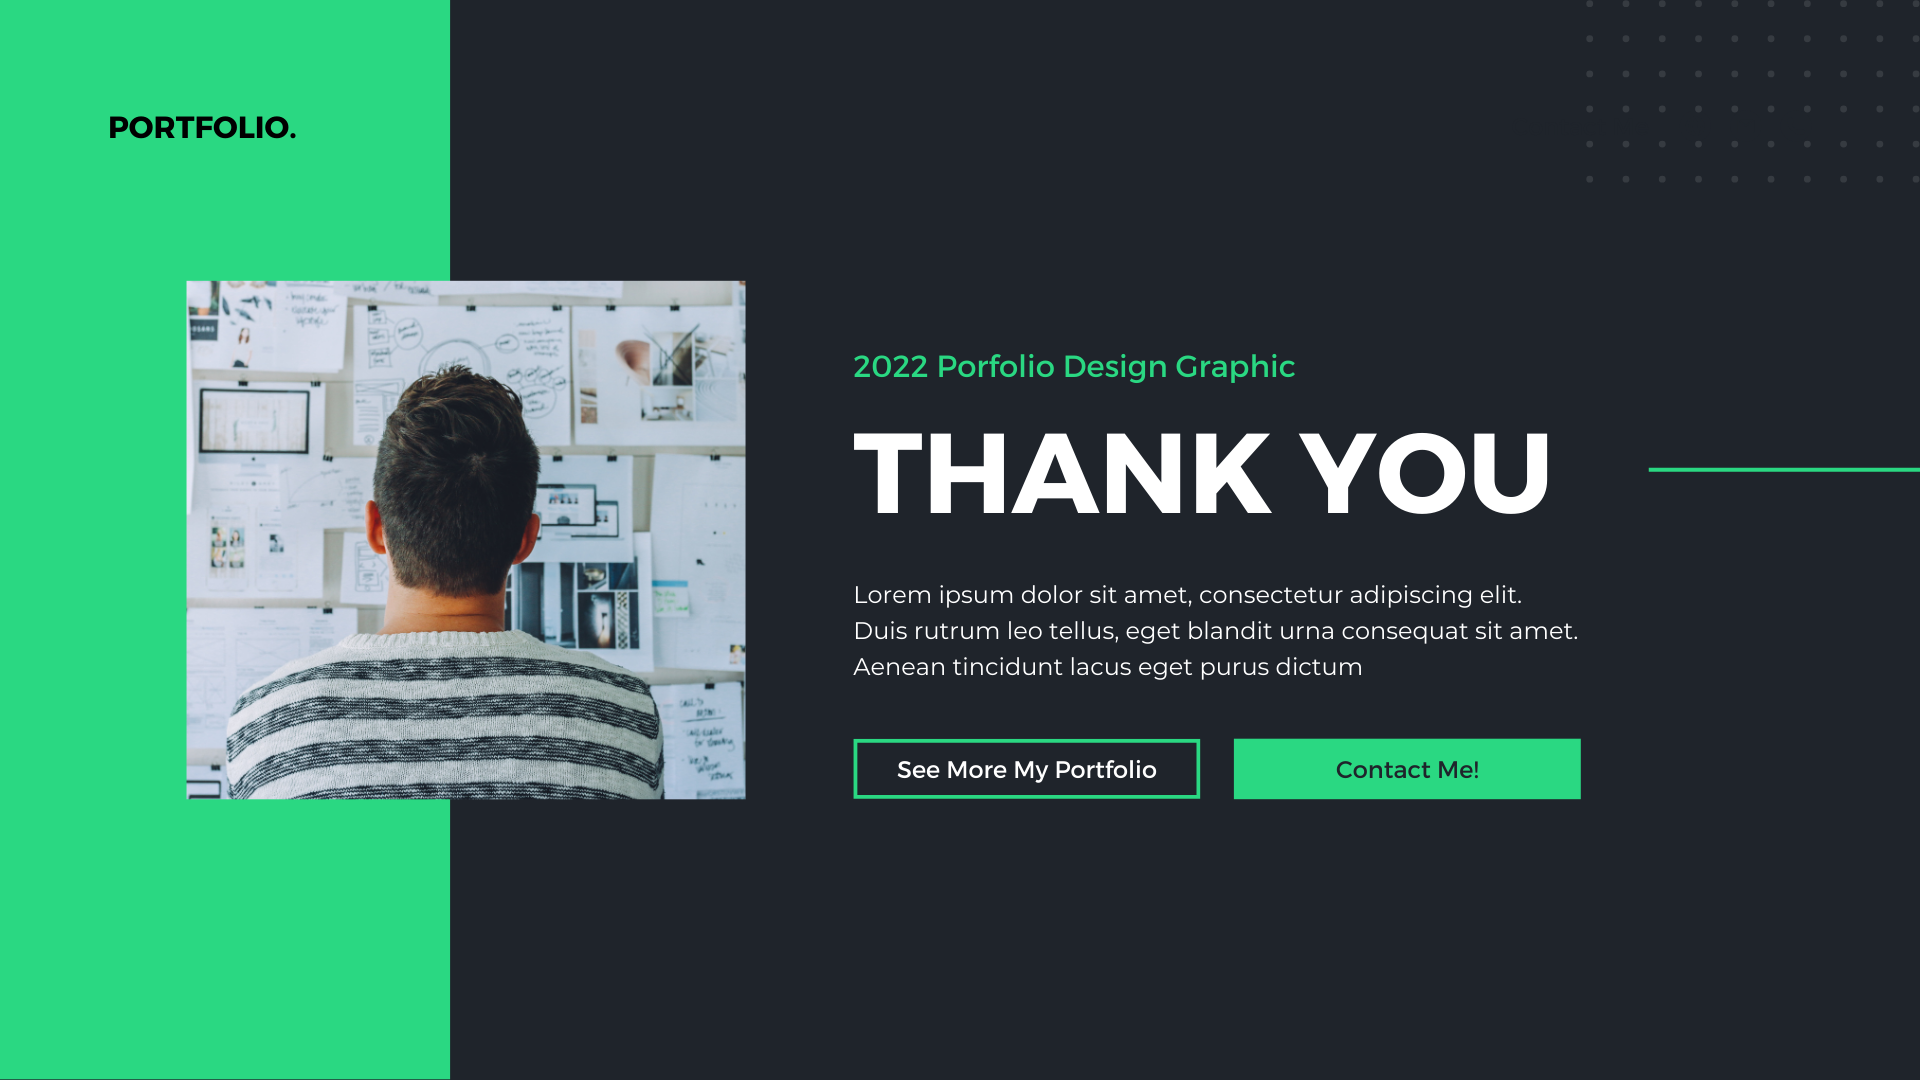 PORTFOLIO.
2022 Porfolio Design Graphic
THANK YOU
Lorem ipsum dolor sit amet, consectetur adipiscing elit.
Duis rutrum leo tellus, eget blandit urna consequat sit amet.
Aenean tincidunt lacus eget purus dictum
See More My Portfolio
Contact Me!